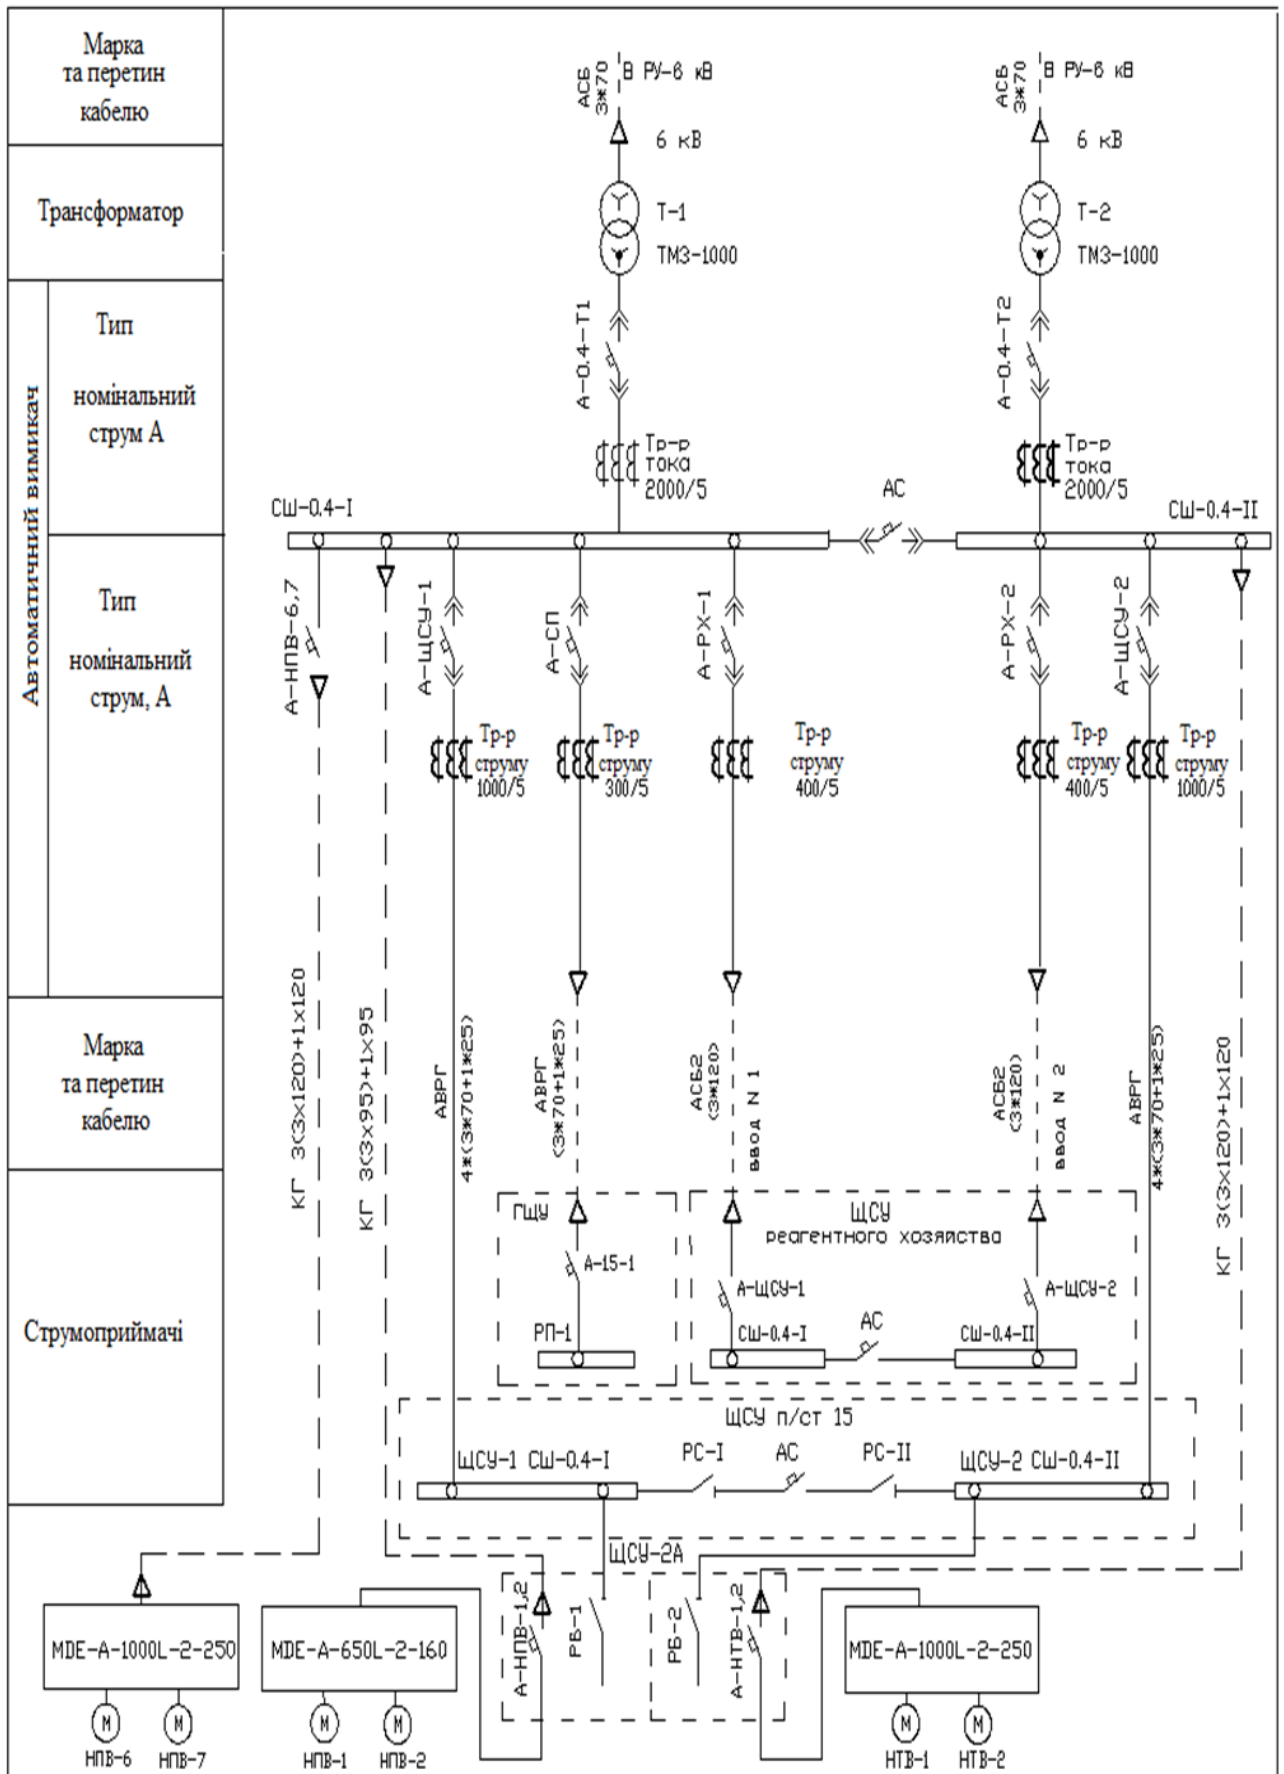 Марка
та перетин
кабелю
Трансформатор
Автоматичний вимикач
Тип
номінальний
струм А
Тип
номінальний
струм, А
Марка
та перетин
кабелю
Струмоприймачі
АСБ
3*70
В РУ-6 кВ
6 кВ
Т-1
ТМЗ-1000
А-0.4-Т1
Тр-р
тока
2000/5
АСБ
3*70
В РУ-6 кВ
6 кВ
Т-2
ТМЗ-1000
А-0.4-Т2
Тр-р
тока
2000/5
СШ-0.4-I
АС
СШ-0.4-II
А-НПВ-6,7
А-ЩСУ-1
А-СП
А-РХ-1
А-РХ-2
А-ЩСУ-2
Тр-р
струму
1000/5
Тр-р
струму
300/5
Тр-р
струму
400/5
Тр-р
струму
400/5
Тр-р
струму
1000/5
КГ 3(3х120)+1х120
КГ 3(3х95)+1х95
АВРГ
4*(3*70+1*25)
АВРГ
(3*70+1*25)
АСБ2
(3*120)
ввод N 1
АСБ2
(3*120)
ввод N 2
АВРГ
4*(3*70+1*25)
КГ 3(3х120)+1х120
ГЩУ
А-15-1
РП-1
ЩСУ
реагентного хозяйства
А-ЩСУ-1
А-ЩСУ-2
СШ-0.4-I
АС
СШ-0.4-II
ЩСУ п/ст 15
ЩСУ-1 СШ-0.4-I
РС-I
АС
РС-II
ЩСУ-2 СШ-0.4-II
ЩСУ-2А
А-НПВ-1,2
РБ-1
РБ-2
А-НТВ-1,2
MDE-A-1000L-2-250
MDE-A-650L-2-160
MDE-A-1000L-2-250
М
М
М
М
М
М
НПВ-6
НПВ-7
НПВ-1
НПВ-2
НТВ-1
НТВ-2